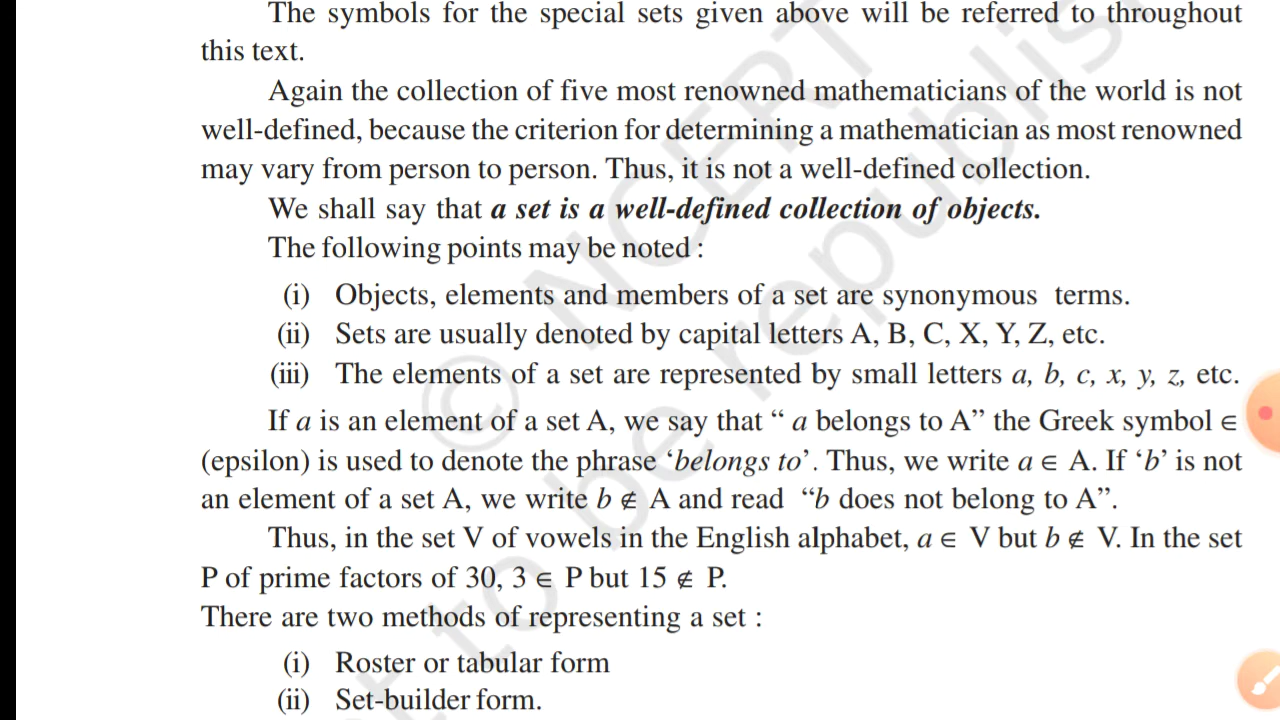 The symbols for the special sets given above will be referred to throughout
this text.
Again the collection of five most renowned mathematicians of the world is not
well-defined, because the criterion for determining a mathematician as most renowned
may vary from person to person. Thus, it is not a well-defined collection.
We shall say that a set is a well-defined collection of objects.
The following points may be noted :
(i) Objects, elements and members of a set are synonymous terms.
(ii) Sets are usually denoted by capital letters A, B, C, X, Y, Z, etc.
(iii) The elements of a set are represented by small letters a, b, c, x, y, z, etc.
If a is an element of a set A, we say that “ a belongs to A” the Greek symbol ∈
(epsilon) is used to denote the phrase ‘belongs to’. Thus, we write a ∈ A. If ‘b’ is not
an element of a set A, we write b ∉ A and read “b does not belong to A”.
Thus, in the set V of vowels in the English alphabet, a ∈ V but b ∉ V. In the set
P of prime factors of 30, 3 ∈ P but 15 ∉ P.
There are two methods of representing a set :
(i) Roster or tabular form
(ii) Set-builder form.
© NCERT
to be republis